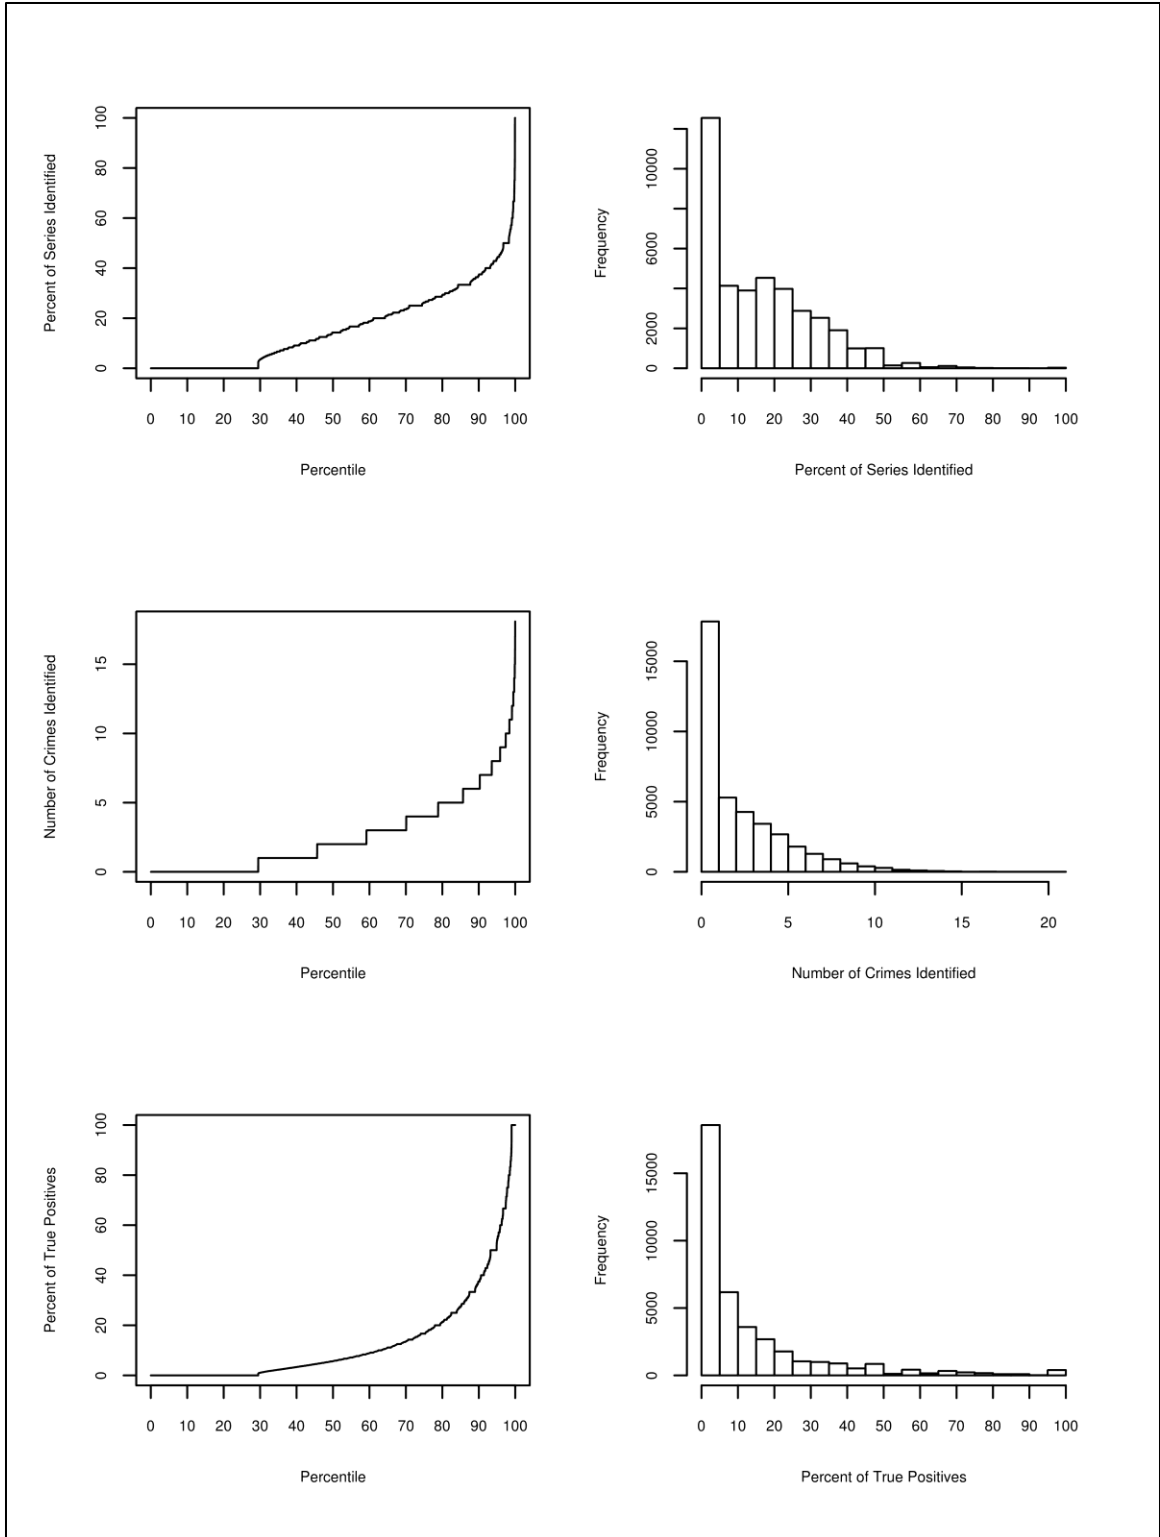 Percent of Series Identified
100
80
60
40
20
0
0 10 20 30 40 50 60 70 80 90 100
Percentile
Frequency
10000
6000
2000
0
0 10 20 30 40 50 60 70 80 90 100
Percent of Series Identified
Number of Crimes Identified
15
10
5
0
0 10 20 30 40 50 60 70 80 90 100
Percentile
Frequency
15000
10000
5000
0
0 5 10 15 20
Number of Crimes Identified
Percent of True Positives
100
80
60
40
20
0
0 10 20 30 40 50 60 70 80 90 100
Percentile
Frequency
15000
10000
5000
0
0 10 20 30 40 50 60 70 80 90 100
Percent of True Positives